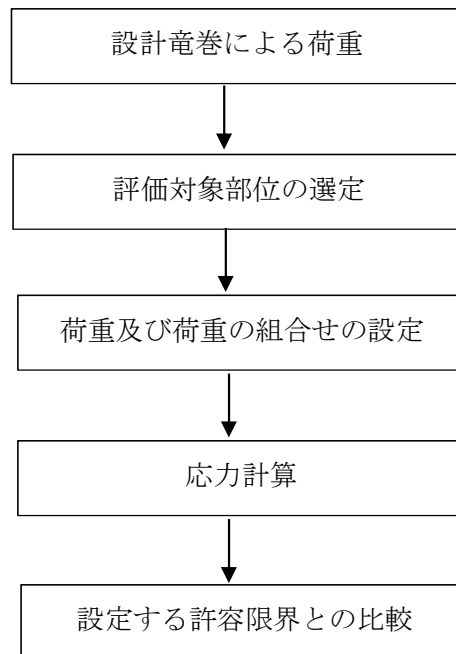 設計竜巻による荷重
評価対象部位の選定
荷重及び荷重の組合せの設定
応力計算
設定する許容限界との比較